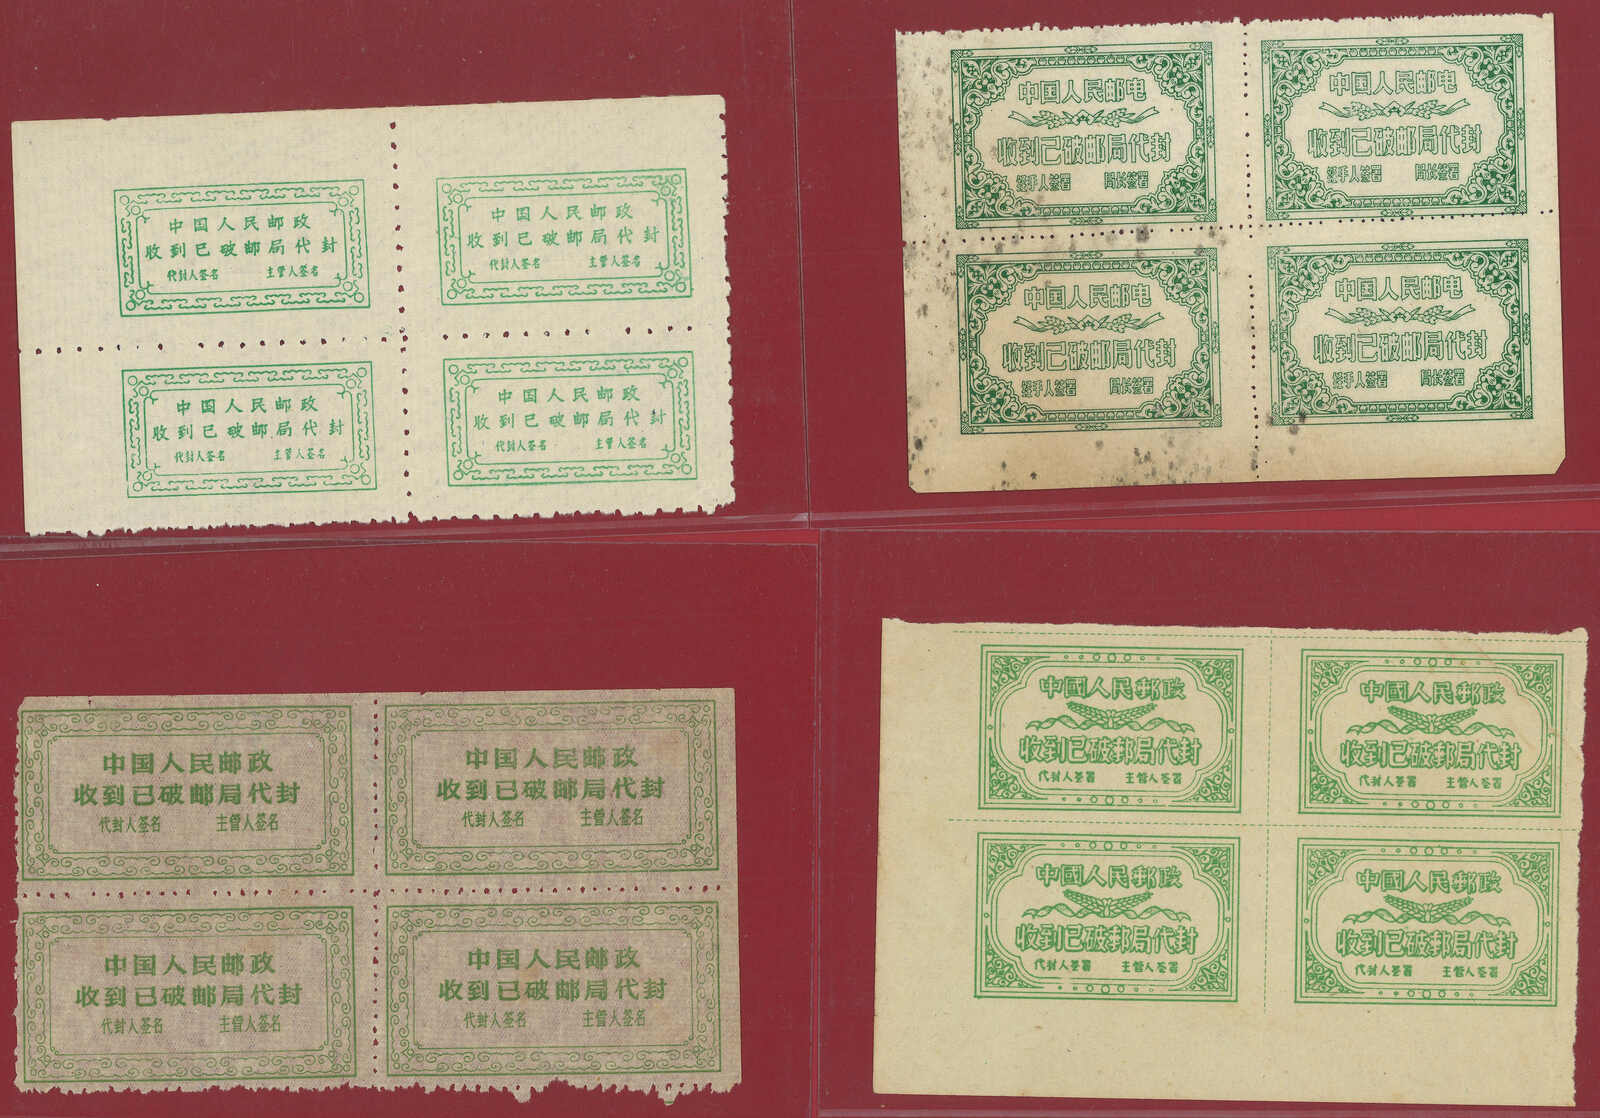 中国人民邮政
收到已破邮局代封
代封人签名 主管人签名
中国人民邮政
收到已破邮局代封
代封人签名 主管人签名
中国人民邮政
收到已破邮局代封
代封人签名 主管人签名
中国人民邮政
收到已破邮局代封
代封人签名 主管人签名
中国人民邮电
收到已破邮局代封
经手人签署 局长签署
中国人民邮电
收到已破邮局代封
经手人签署 局长签署
中国人民邮电
收到已破邮局代封
经手人签署 局长签署
中国人民邮电
收到已破邮局代封
经手人签署 局长签署
中国人民邮政
收到已破邮局代封
代封人签名 主管人签名
中国人民邮政
收到已破邮局代封
代封人签名 主管人签名
中国人民邮政
收到已破邮局代封
代封人签名 主管人签名
中国人民邮政
收到已破邮局代封
代封人签名 主管人签名
中國人民郵政
收到已破郵局代封
代封人签署 主管人签署
中國人民郵政
收到已破郵局代封
代封人签署 主管人签署
中國人民郵政
收到已破郵局代封
代封人签署 主管人签署
中國人民郵政
收到已破郵局代封
代封人签署 主管人签署